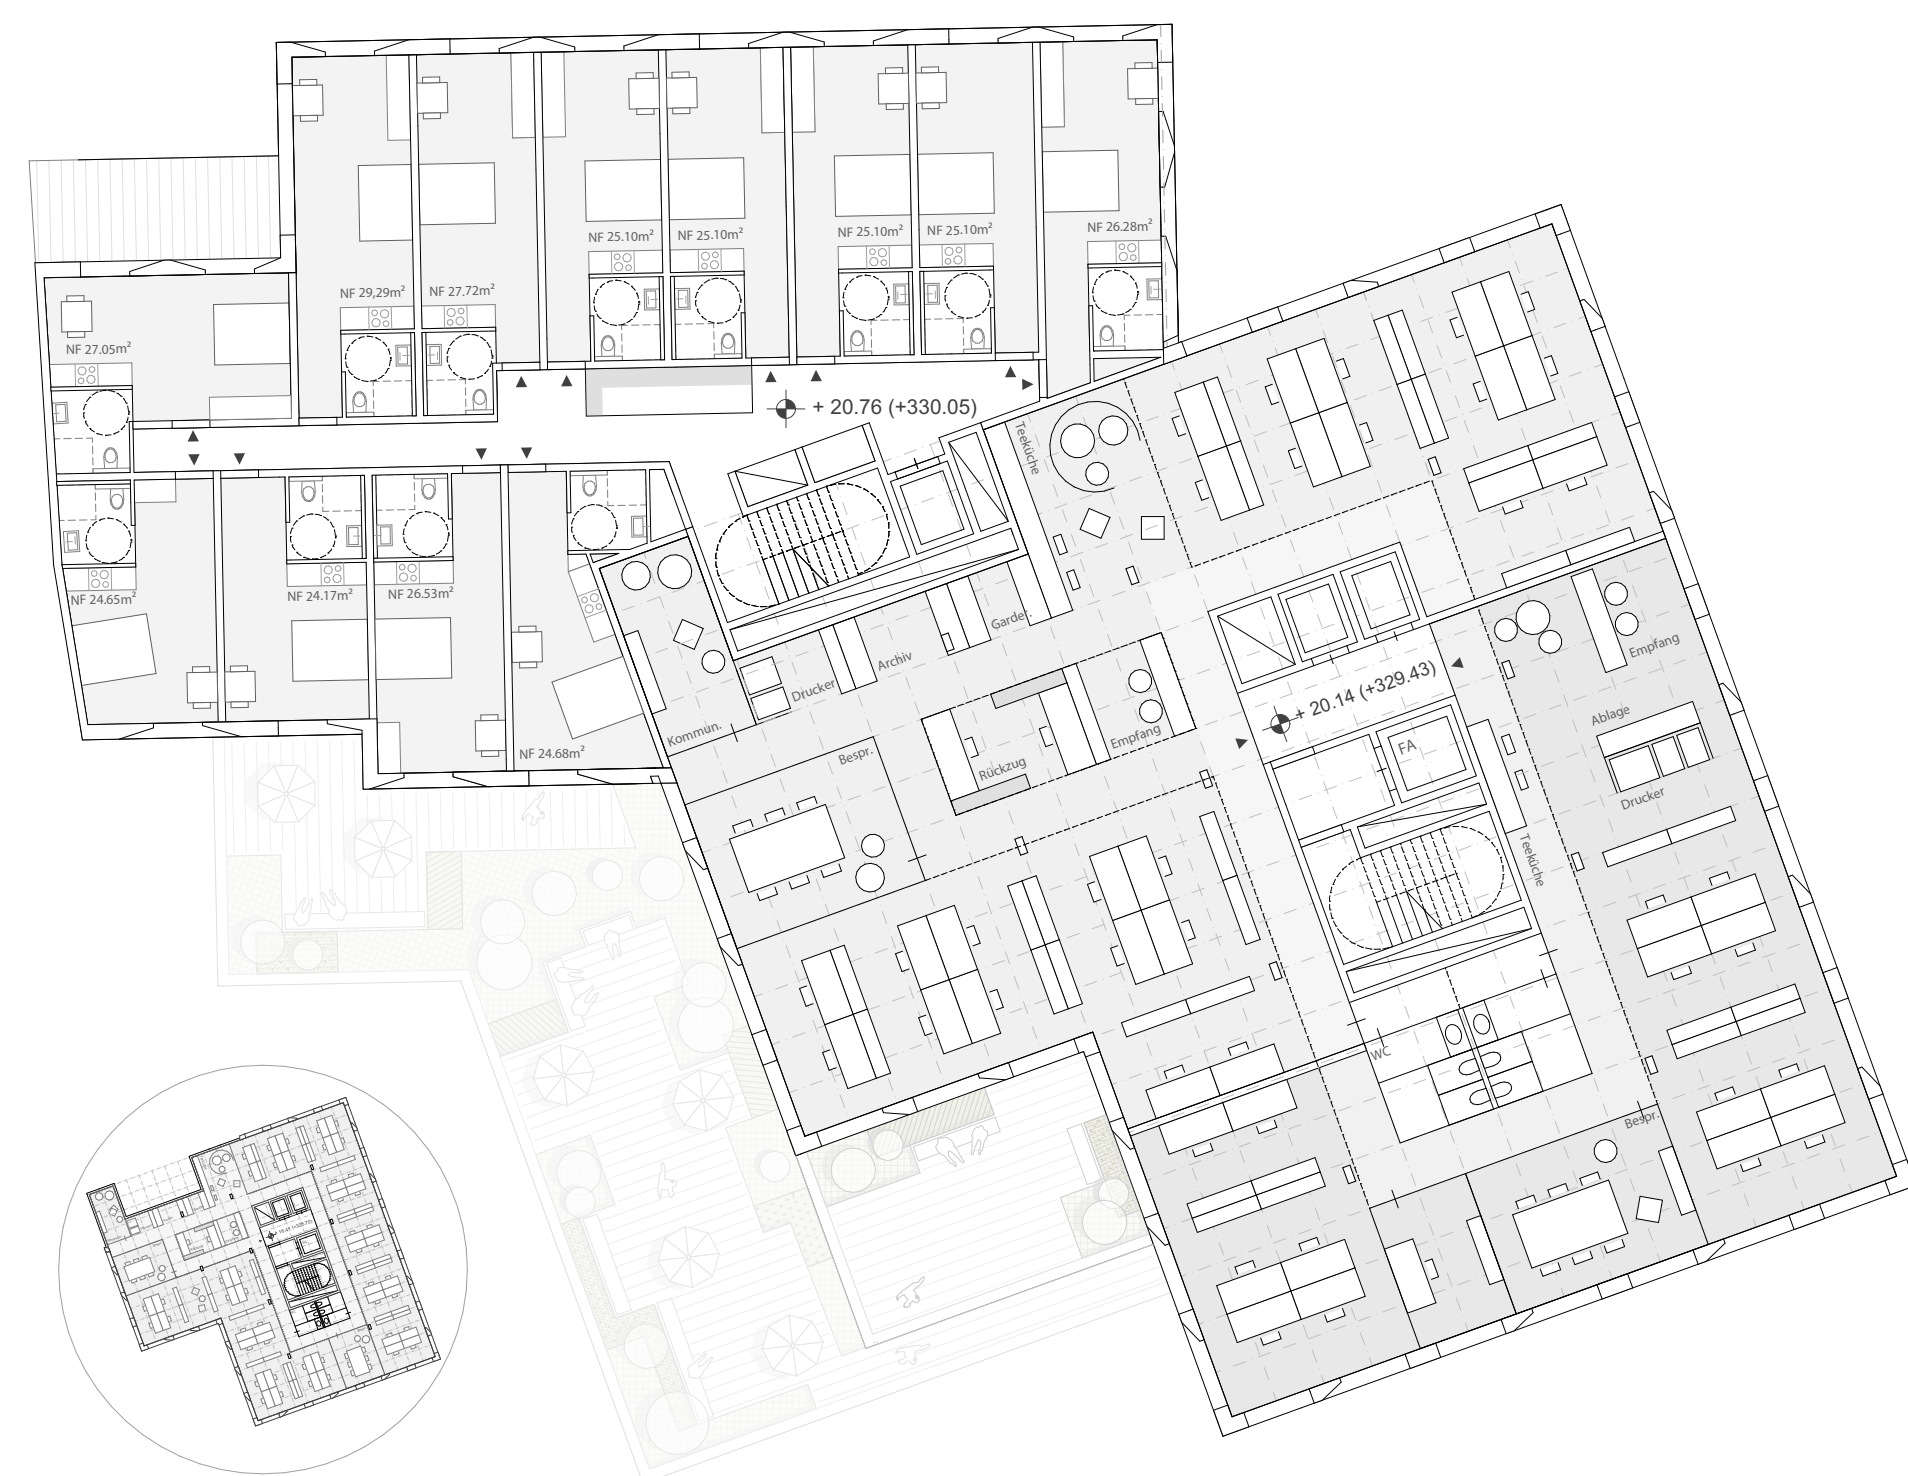 NF 25.10m²
NF 25.10m²
NF 25.10m²
NF 25.10m²
NF 26.28m²
NF 29,29m²
NF 27.72m²
NF 27.05m²
+ 20.76 (+330.05)
Teeküche
NF 24.65m²
NF 24.17m²
NF 26.53m²
NF 24.68m²
Garder.
Archiv
Drucker
Kommun.
Bespr.
Rückzug
Empfang
+ 20.14 (+329.43)
FA
Empfang
Ablage
Drucker
Teeküche
WC
Bespr.